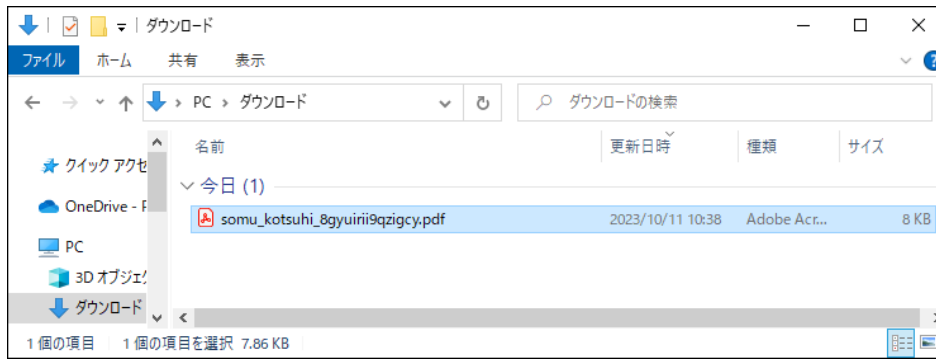 ダウンロード
ファイル ホーム 共有 表示
PC › ダウンロード ダウンロードの検索
名前 更新日時 種類 サイズ
クイック アクセ
今日 (1)
OneDrive - P
somu_kotsuhi_8gyuirii9qzigcy.pdf 2023/10/11 10:38 Adobe Acr... 8 KB
PC
3D オブジェク
ダウンロード
1 個の項目 1 個の項目を選択 7.86 KB